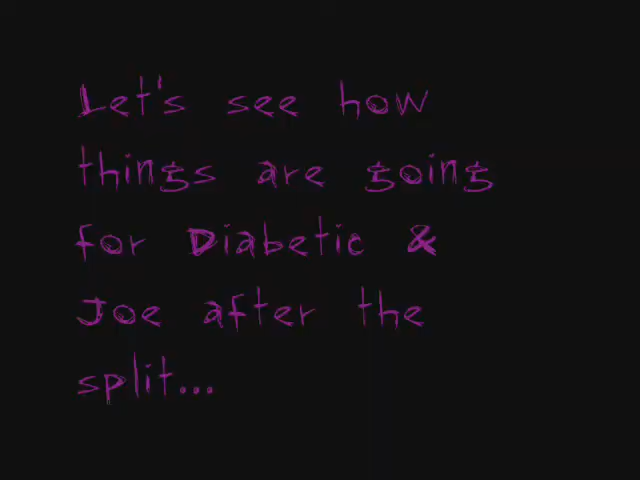 Let's see how
things are going
for Diabetic &
Joe after the
split...